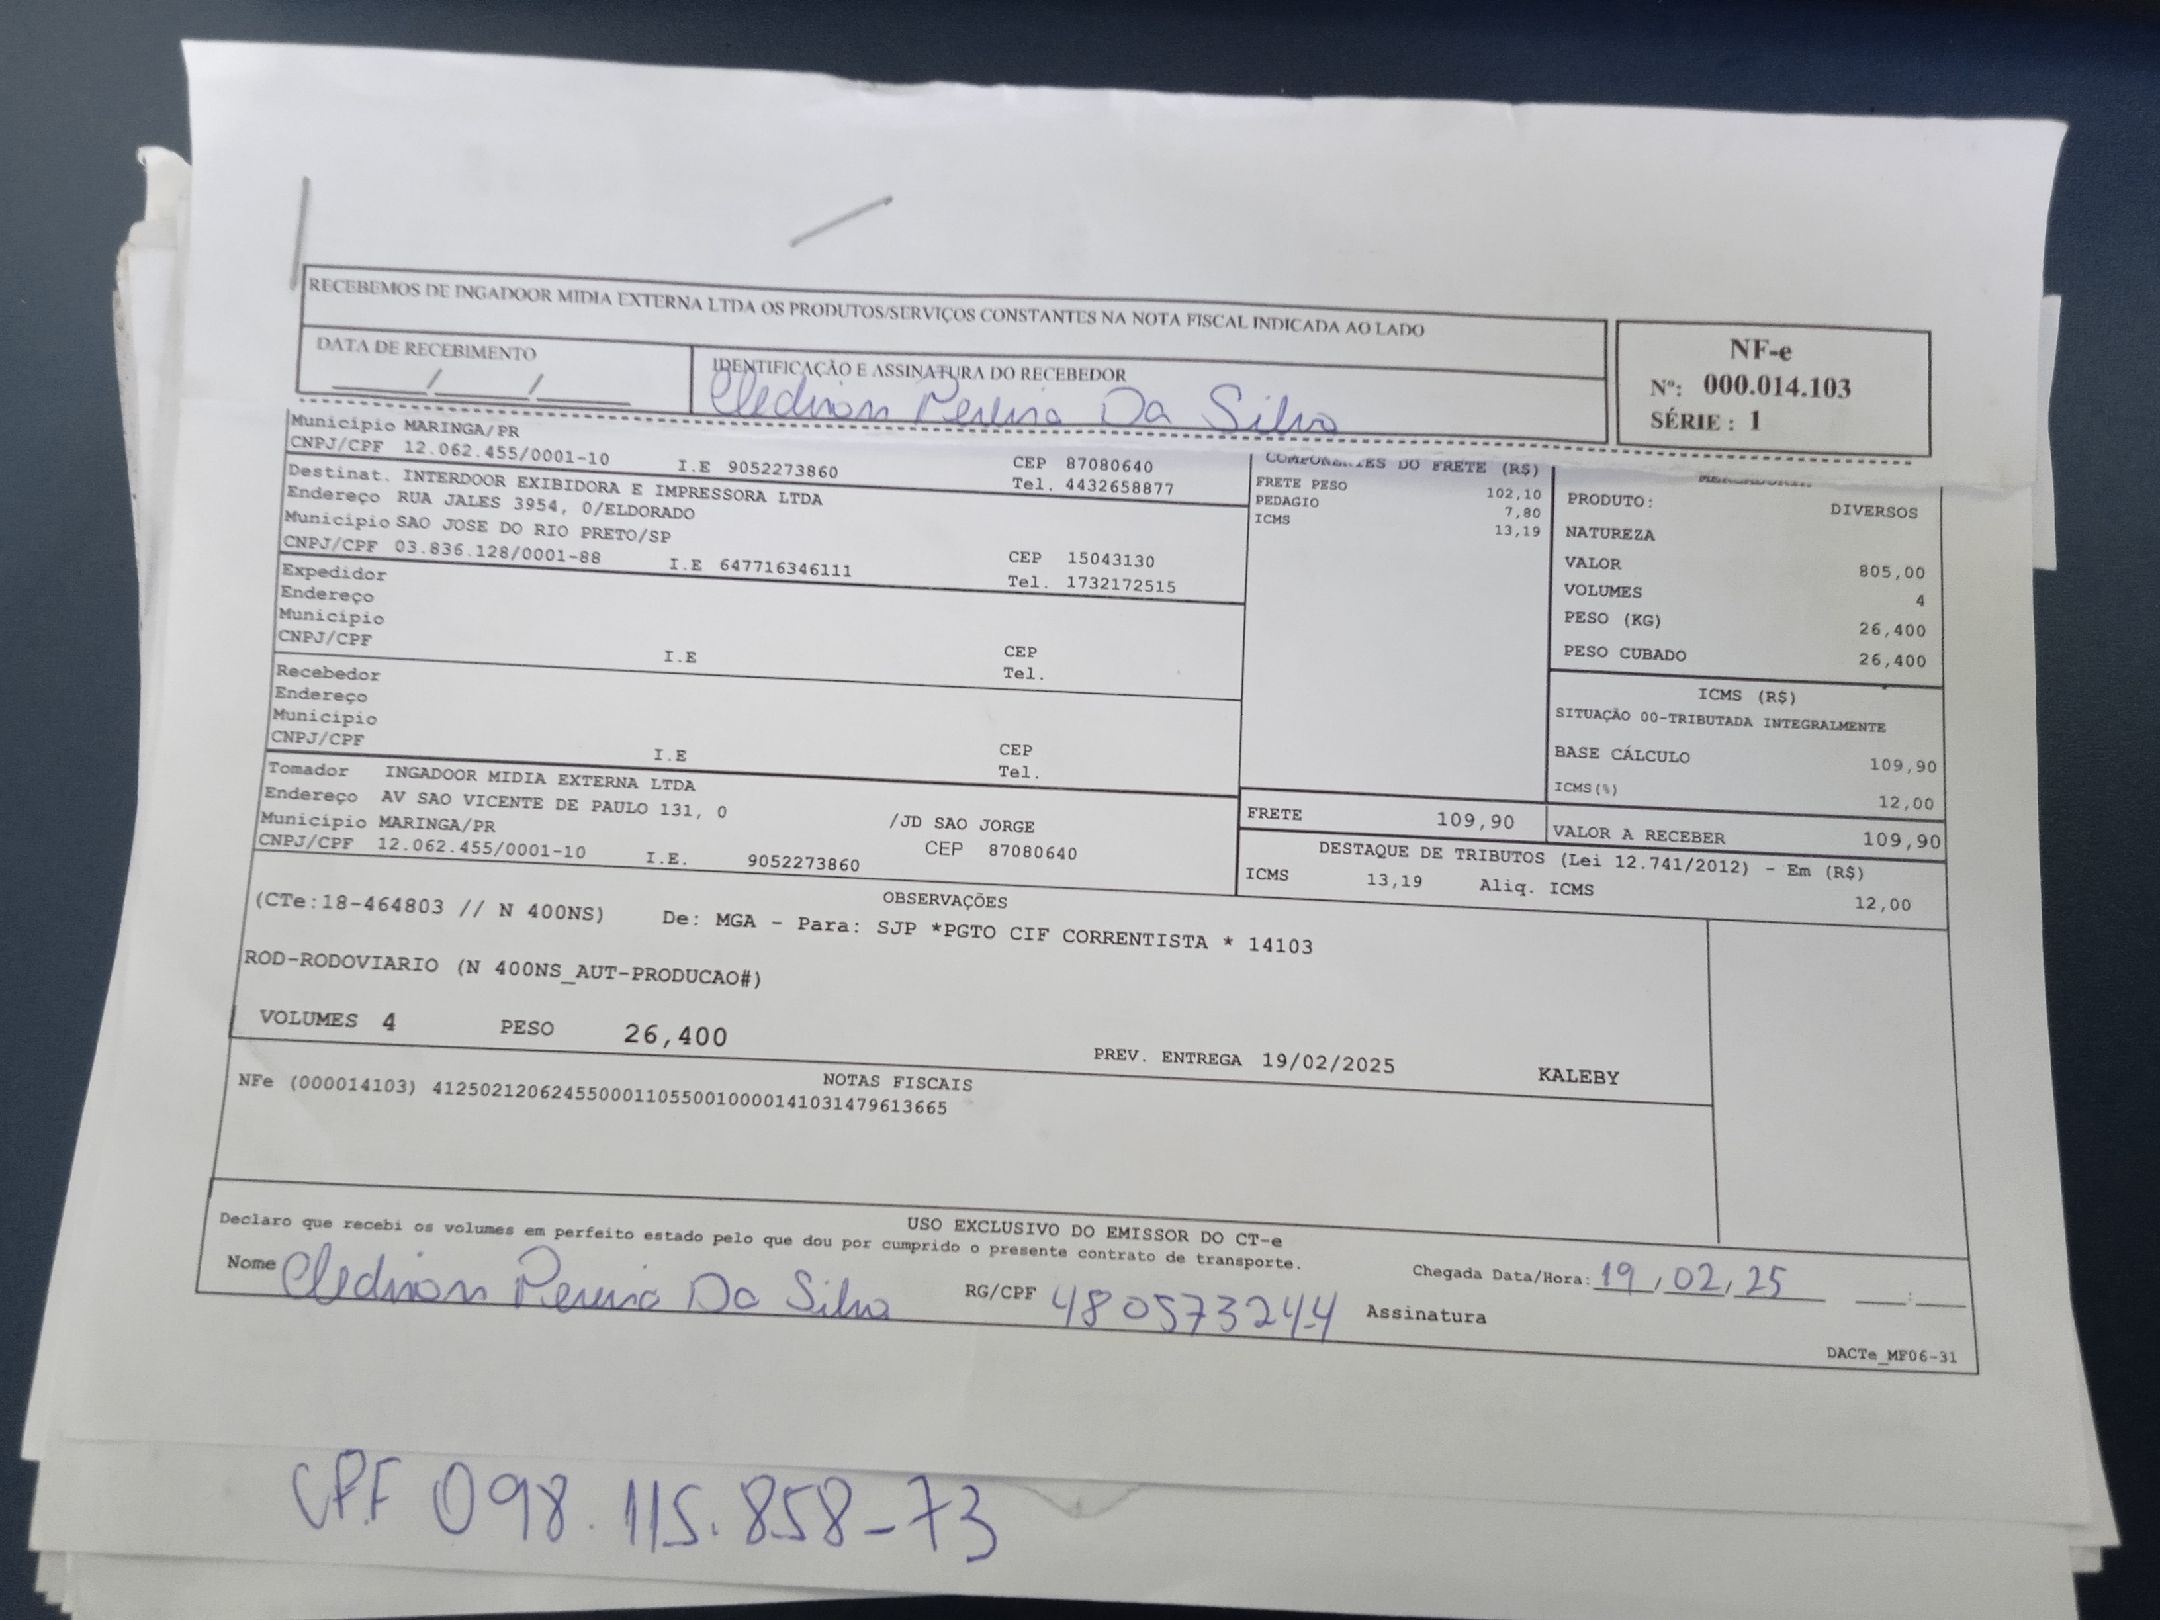 RECEBEMOS DE INGADOOR MIDIA EXTERNA LTDA OS PRODUTOS/SERVIÇOS CONSTANTES NA NOTA FISCAL INDICADA AO LADO
DATA DE RECEBIMENTO
___/___/___
IDENTIFICAÇÃO E ASSINATURA DO RECEBEDOR
Pereira Da Silva
NF-e
Nº: 000.014.103
SÉRIE : 1
Município MARINGA/PR
CNPJ/CPF 12.062.455/0001-10 I.E 9052273860 CEP 87080640
Tel. 4432658877
Destinat. INTERDOOR EXIBIDORA E IMPRESSORA LTDA
Endereço RUA JALES 3954, 0/ELDORADO
Município SAO JOSE DO RIO PRETO/SP
CNPJ/CPF 03.836.128/0001-88 I.E 647716346111 CEP 15043130
Tel. 1732172515
Expedidor
Endereço
Município
CNPJ/CPF I.E CEP
Tel.
Recebedor
Endereço
Município
CNPJ/CPF I.E CEP
Tel.
Tomador INGADOOR MIDIA EXTERNA LTDA
Endereço AV SAO VICENTE DE PAULO 131, 0 /JD SAO JORGE
Município MARINGA/PR
CNPJ/CPF 12.062.455/0001-10 I.E. 9052273860 CEP 87080640
COMPONENTES DO FRETE (R$)
FRETE PESO 102,10
PEDAGIO 7,80
ICMS 13,19
PRODUTO: DIVERSOS
NATUREZA
VALOR 805,00
VOLUMES 4
PESO (KG) 26,400
PESO CUBADO 26,400
ICMS (R$)
SITUAÇÃO 00-TRIBUTADA INTEGRALMENTE
BASE CÁLCULO 109,90
ICMS(%) 12,00
FRETE 109,90
VALOR A RECEBER 109,90
DESTAQUE DE TRIBUTOS (Lei 12.741/2012) - Em (R$)
ICMS 13,19 Aliq. ICMS 12,00
OBSERVAÇÕES
(CTe:18-464803 // N 400NS) De: MGA - Para: SJP *PGTO CIF CORRENTISTA * 14103
ROD-RODOVIARIO (N 400NS_AUT-PRODUCAO#)
VOLUMES 4 PESO 26,400 PREV. ENTREGA 19/02/2025 KALEBY
NOTAS FISCAIS
NFe (000014103) 41250212062455000110550010000141031479613665
USO EXCLUSIVO DO EMISSOR DO CT-e
Declaro que recebi os volumes em perfeito estado pelo que dou por cumprido o presente contrato de transporte.
Nome Pereira Da Silva RG/CPF 480573244 Assinatura
Chegada Data/Hora: 19/02/25 ___:___
DACTe_MF06-31
CPF 098.115.858-73